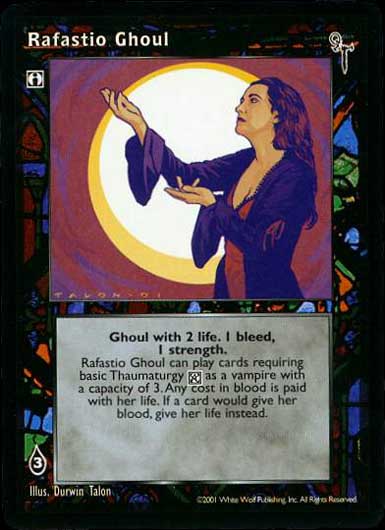 Rafastio Ghoul
TALON-01
Ghoul with 2 life. 1 bleed,
1 strength.
Rafastio Ghoul can play cards requiring
basic Thaumaturgy as a vampire with
a capacity of 3. Any cost in blood is paid
with her life. If a card would give her
blood, give her life instead.
3
Illus. Durwin Talon
©2001 White Wolf Publishing, Inc. All Rights Reserved.